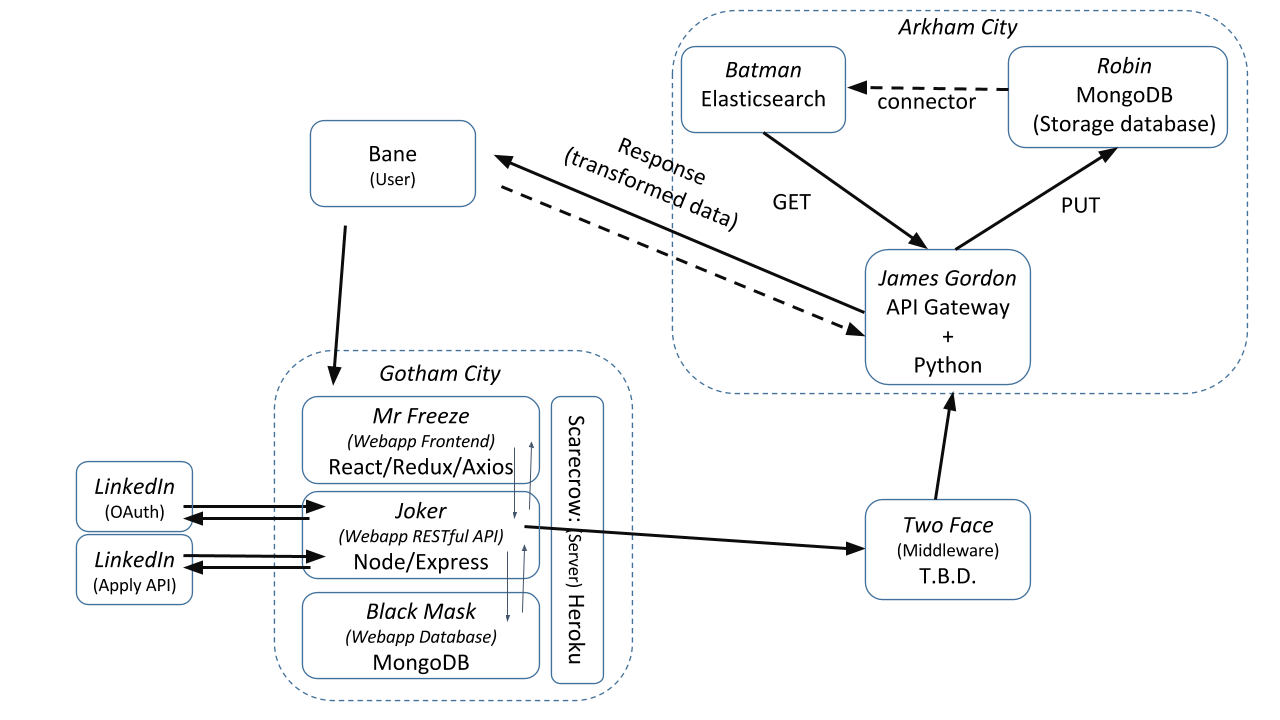 Arkham City
Batman
Elasticsearch
connector
Robin
MongoDB
(Storage database)
Bane
(User)
Response
(transformed data)
GET
PUT
James Gordon
API Gateway
+
Python
Gotham City
Mr Freeze
(Webapp Frontend)
React/Redux/Axios
Joker
(Webapp RESTful API)
Node/Express
Black Mask
(Webapp Database)
MongoDB
Scarecrow: (Server) Heroku
LinkedIn
(OAuth)
LinkedIn
(Apply API)
Two Face
(Middleware)
T.B.D.